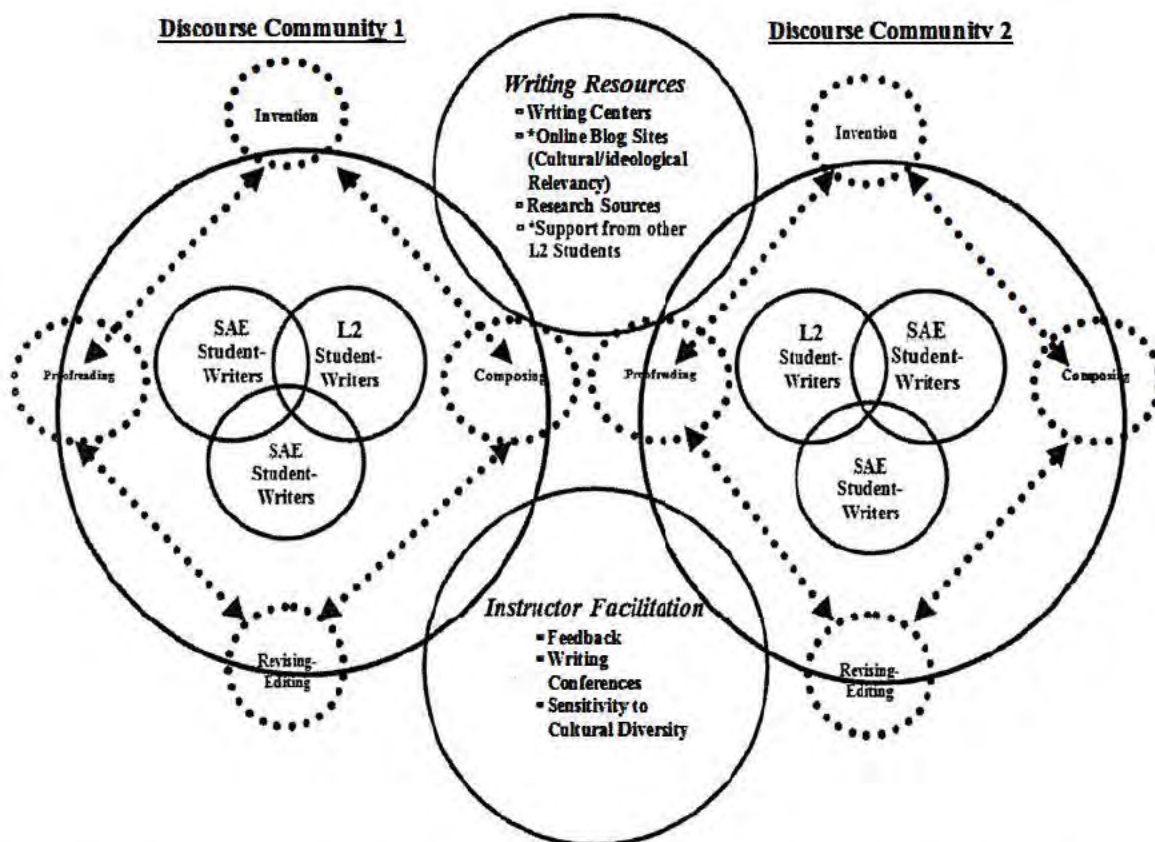 Discourse Community 1
Discourse Community 2
Writing Resources
▫ Writing Centers
▫ *Online Blog Sites
(Cultural/ideological
Relevancy)
▫ Research Sources
▫ *Support from other
L2 Students
Invention
Invention
SAE
Student-
Writers
L2
Student-
Writers
SAE
Student-
Writers
Proofreading
Composing
Revising-
Editing
L2
Student-
Writers
SAE
Student-
Writers
SAE
Student-
Writers
Proofreading
Composing
Revising-
Editing
Instructor Facilitation
▫ Feedback
▫ Writing
Conferences
▫ Sensitivity to
Cultural Diversity